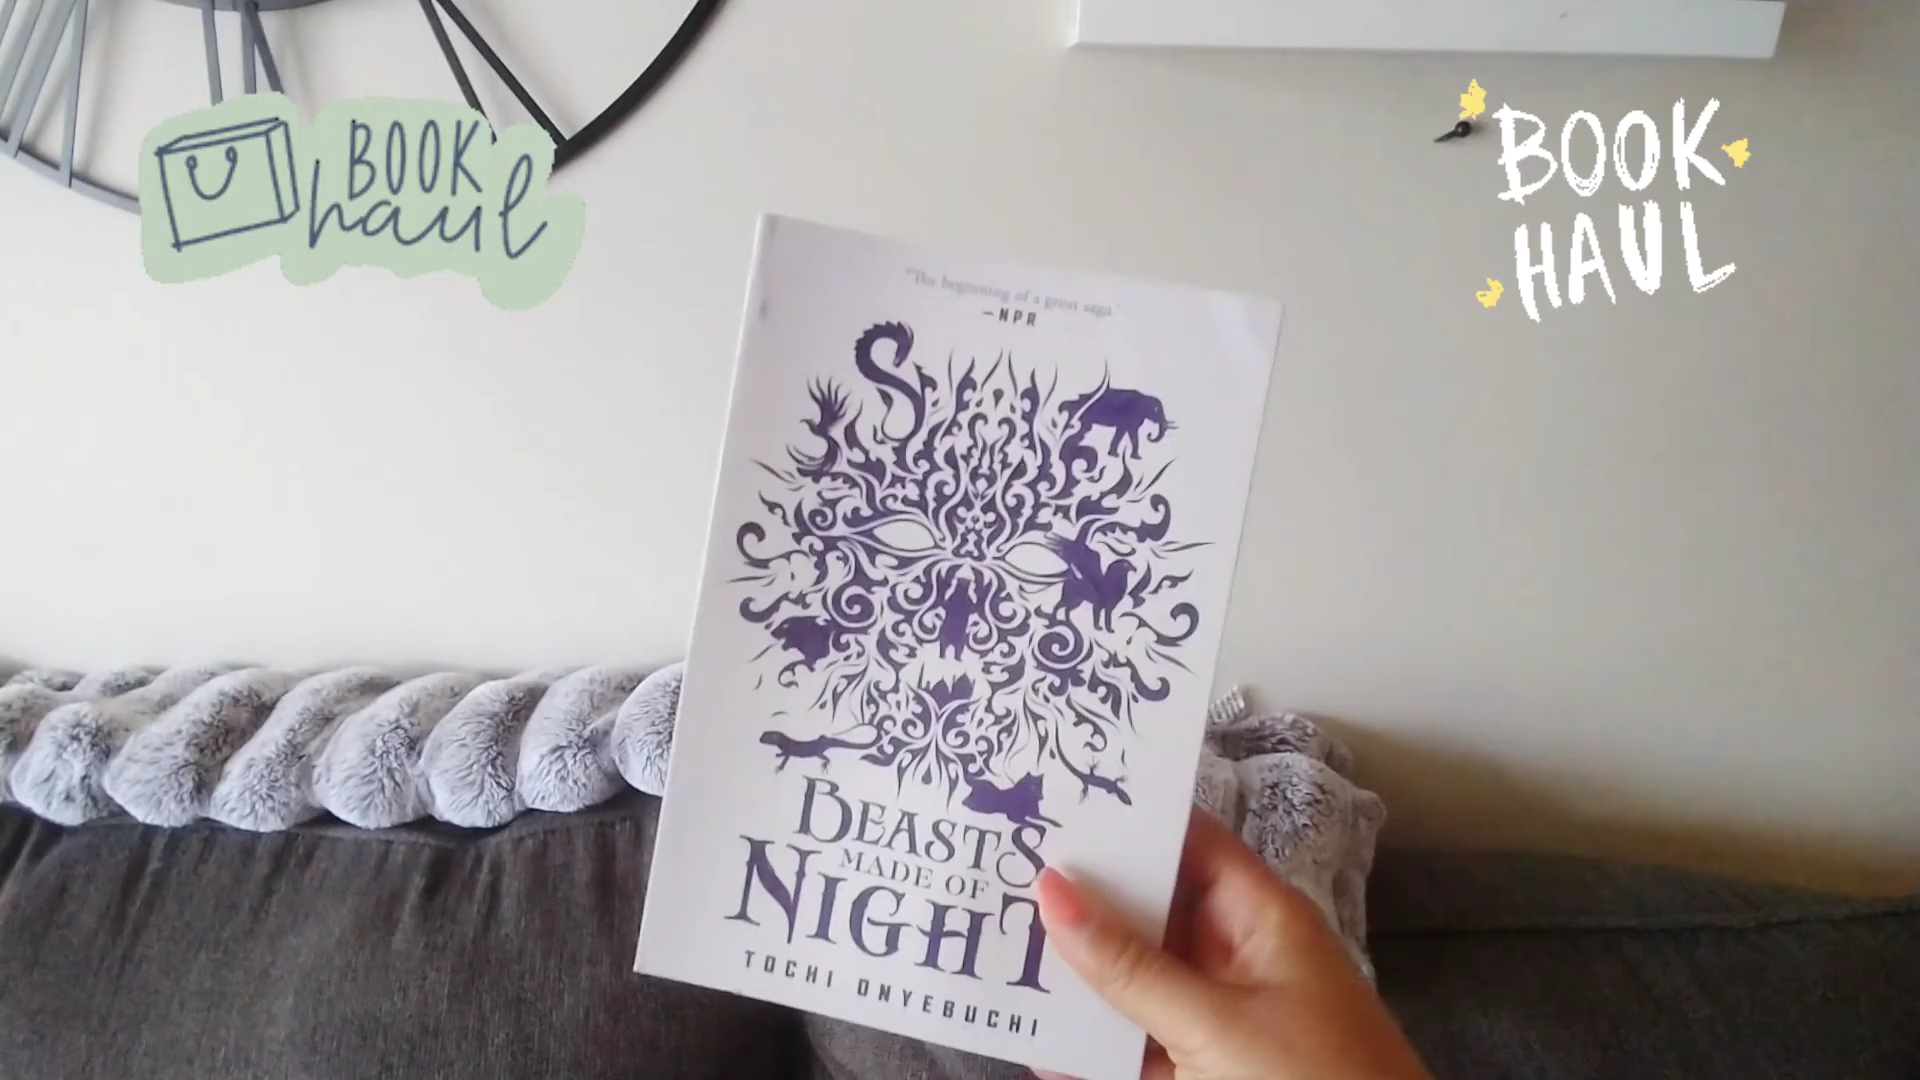 BOOK
haul
BOOK
HAUL
"The beginning of a great saga."
—NPR
BEASTS
MADE OF
NIGHT
TOCHI ONYEBUCHI